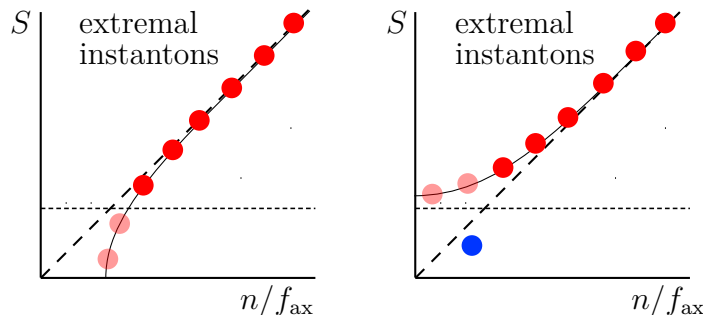 S
extremal
instantons
n/f_ax
S
extremal
instantons
n/f_ax